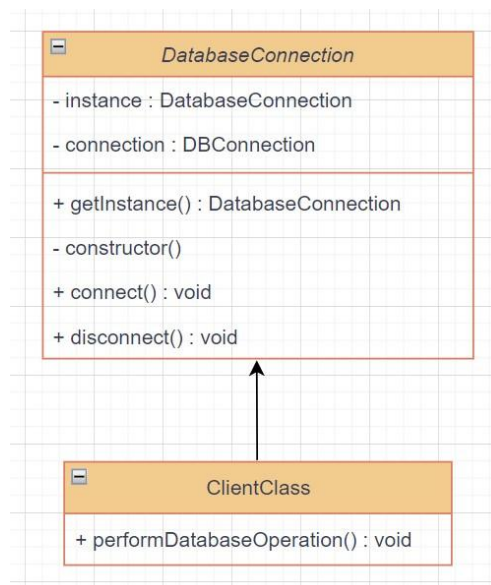 DatabaseConnection
- instance : DatabaseConnection
- connection : DBConnection
+ getInstance() : DatabaseConnection
- constructor()
+ connect() : void
+ disconnect() : void
ClientClass
+ performDatabaseOperation() : void